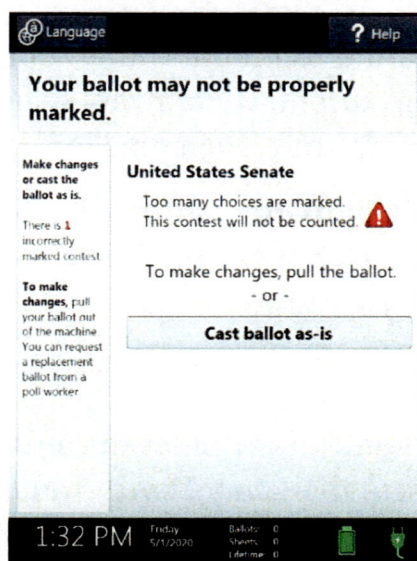 Language
? Help
Your ballot may not be properly
marked.
Make changes
or cast the
ballot as is.
There is 1
incorrectly
marked contest
To make
changes, pull
your ballot out
of the machine
You can request
a replacement
ballot from a
poll worker
United States Senate
Too many choices are marked.
This contest will not be counted.
To make changes, pull the ballot.
- or -
Cast ballot as-is
1:32 PM
Friday
5/1/2020
Ballots: 0
Sheets: 0
Lifetime: 0